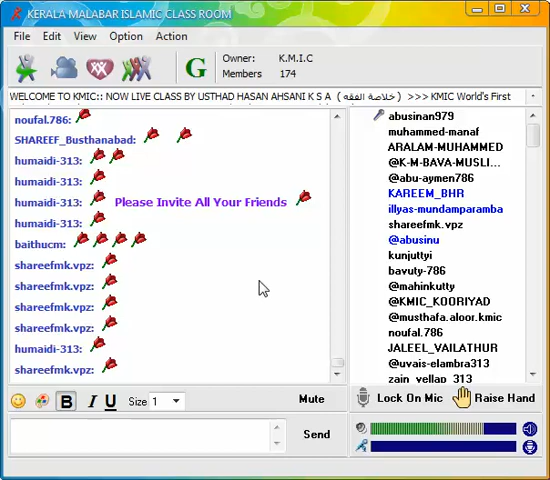 KERALA MALABAR ISLAMIC CLASS ROOM
File Edit View Option Action
G
Owner: K.M.I.C
Members 174
WELCOME TO KMIC:: NOW LIVE CLASS BY USTHAD HASAN AHSANI K S A ( خلاصة الفقه ) >>> KMIC World's First
noufal.786:
SHAREEF_Busthanabad:
humaidi-313:
humaidi-313:
humaidi-313: Please Invite All Your Friends
humaidi-313:
baithucm:
shareefmk.vpz:
shareefmk.vpz:
shareefmk.vpz:
shareefmk.vpz:
humaidi-313:
shareefmk.vpz:
abusinan979
muhammed-manaf
ARALAM-MUHAMMED
@K-M-BAVA-MUSLI...
@abu-aymen786
KAREEM_BHR
illyas-mundamparamba
shareefmk.vpz
@abusinu
kunjuttyi
bavuty-786
@mahinkutty
@KMIC_KOORIYAD
@musthafa.aloor.kmic
noufal.786
JALEEL_VAILATHUR
@uvais-elambra313
zain_vellap_313
B I U Size 1 Mute
Lock On Mic Raise Hand
Send